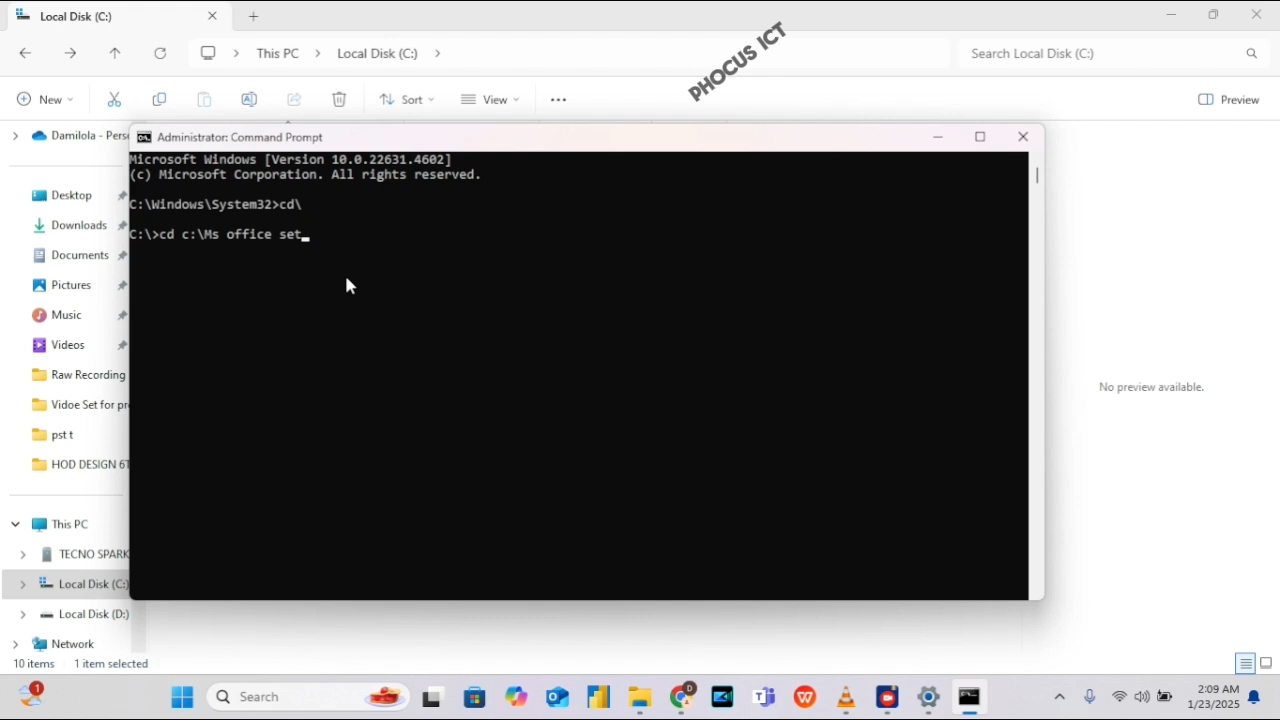 Local Disk (C:)
This PC
Local Disk (C:)
Search Local Disk (C:)
PHOCUS ICT
New
Sort
View
Preview
Damilola - Pers
Administrator: Command Prompt
Microsoft Windows [Version 10.0.22631.4602]
(c) Microsoft Corporation. All rights reserved.
C:\Windows\System32>cd\
C:\>cd c:\Ms office set
Desktop
Downloads
Documents
Pictures
Music
Videos
Raw Recording
Vidoe Set for pr
pst t
HOD DESIGN 6T
This PC
TECNO SPARK
Local Disk (C:)
Local Disk (D:)
Network
No preview available.
10 items 1 item selected
1
Search
D
2:09 AM
1/23/2025